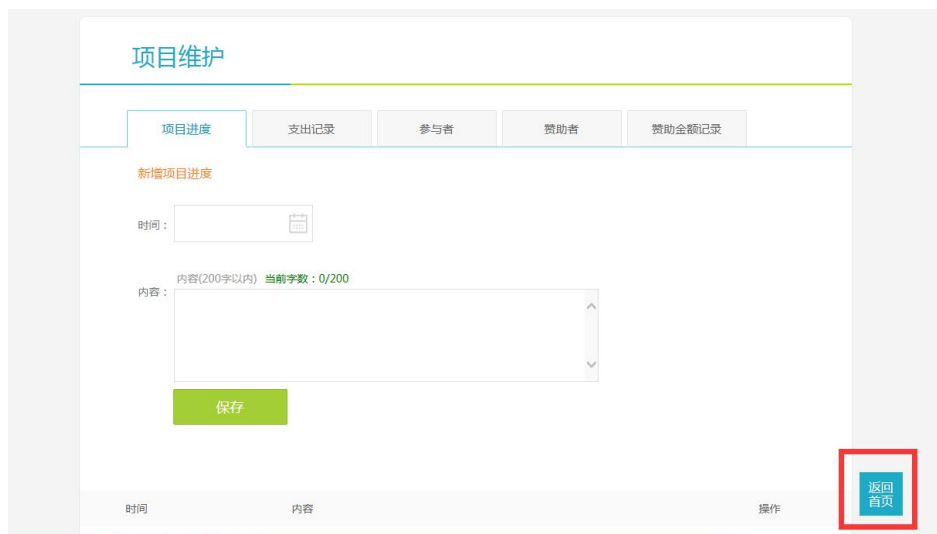 项目维护
项目进度 支出记录 参与者 赞助者 赞助金额记录
新增项目进度
时间：
内容(200字以内) 当前字数：0/200
内容：
保存
返回
首页
时间 内容 操作